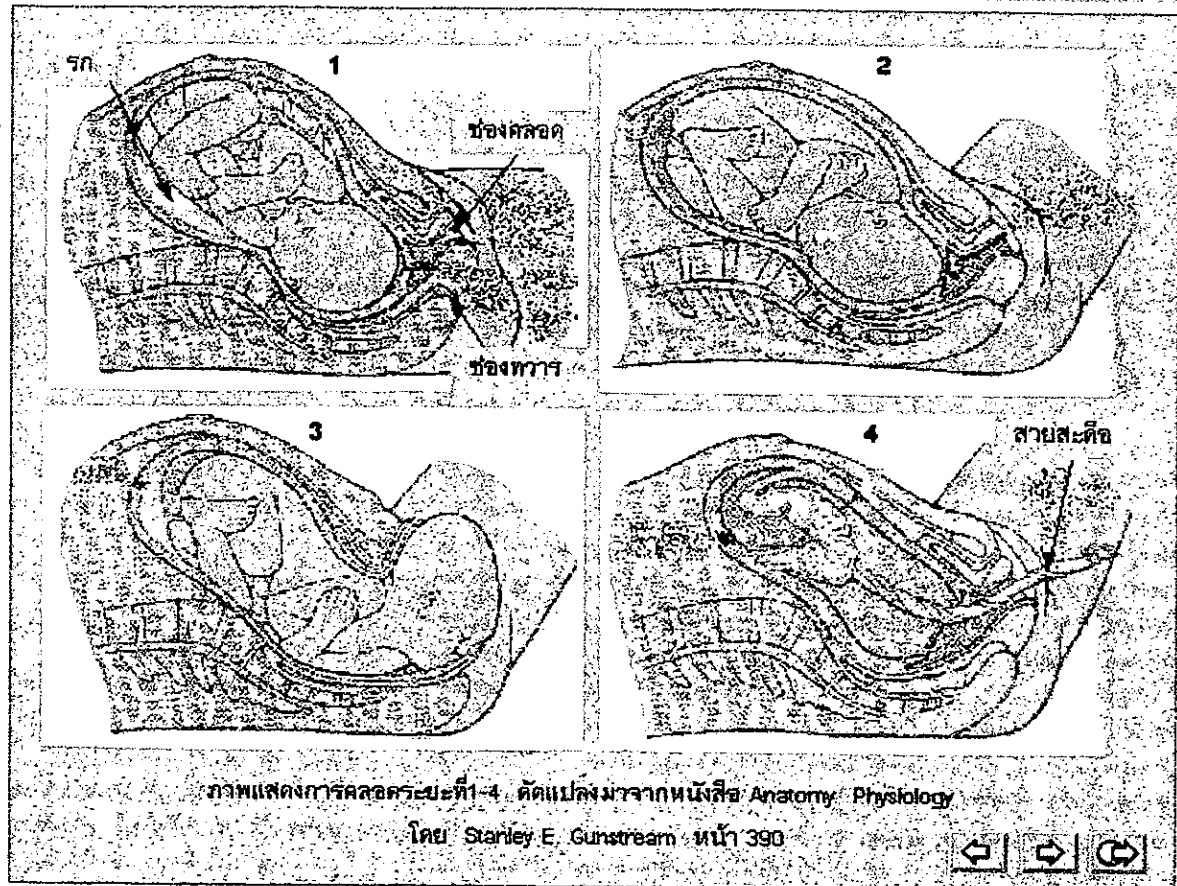 รก
1
ช่องคลอด
ช่องทวาร
2
3
4
สายสะดือ
ภาพแสดงการคลอดระยะที่1-4 ดัดแปลงมาจากหนังสือ Anatomy Physiology
โดย Stanley E. Gunstream หน้า 390